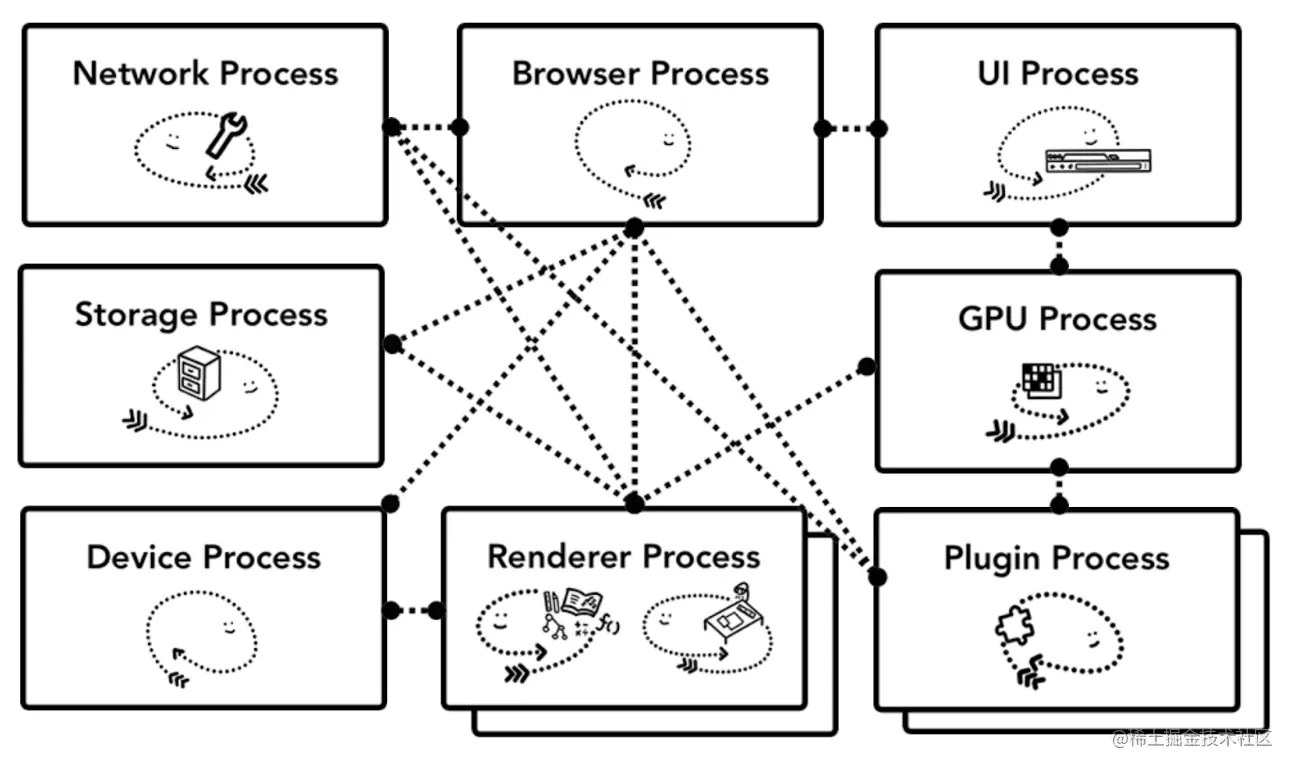 Network Process
Browser Process
UI Process
Storage Process
GPU Process
Device Process
Renderer Process
f()
Plugin Process
@稀土掘金技术社区